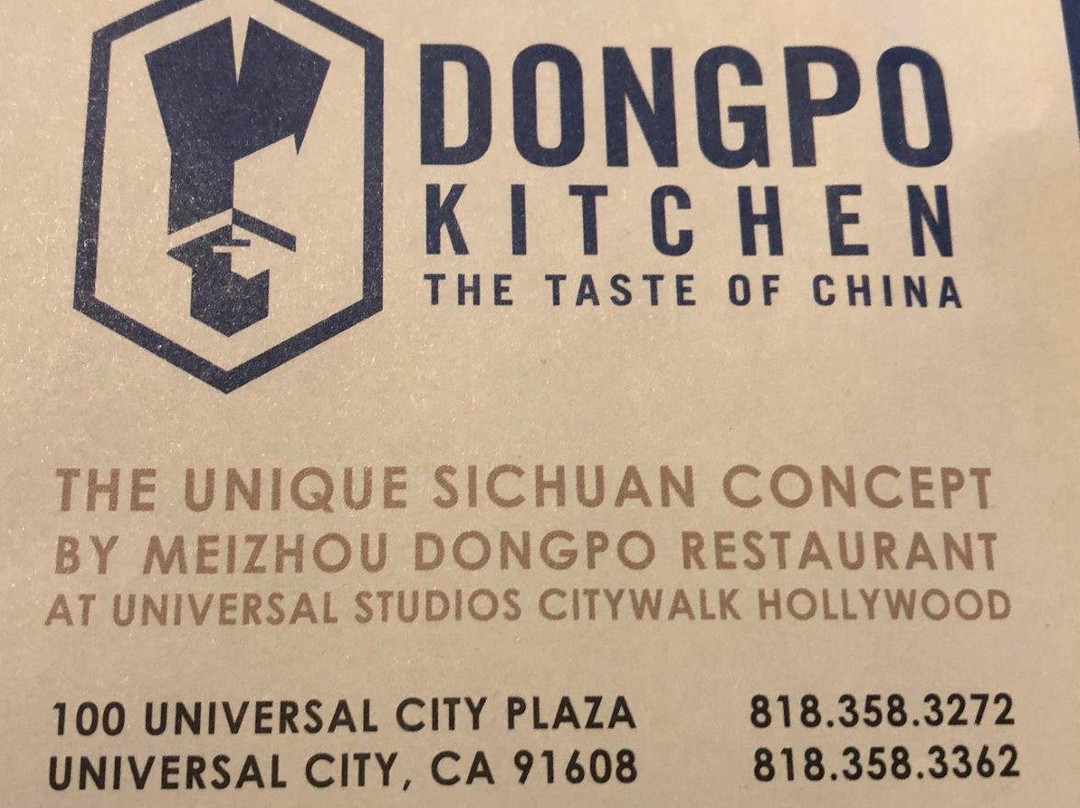 DONGPO
KITCHEN
THE TASTE OF CHINA
THE UNIQUE SICHUAN CONCEPT
BY MEIZHOU DONGPO RESTAURANT
AT UNIVERSAL STUDIOS CITYWALK HOLLYWOOD
100 UNIVERSAL CITY PLAZA 818.358.3272
UNIVERSAL CITY, CA 91608 818.358.3362